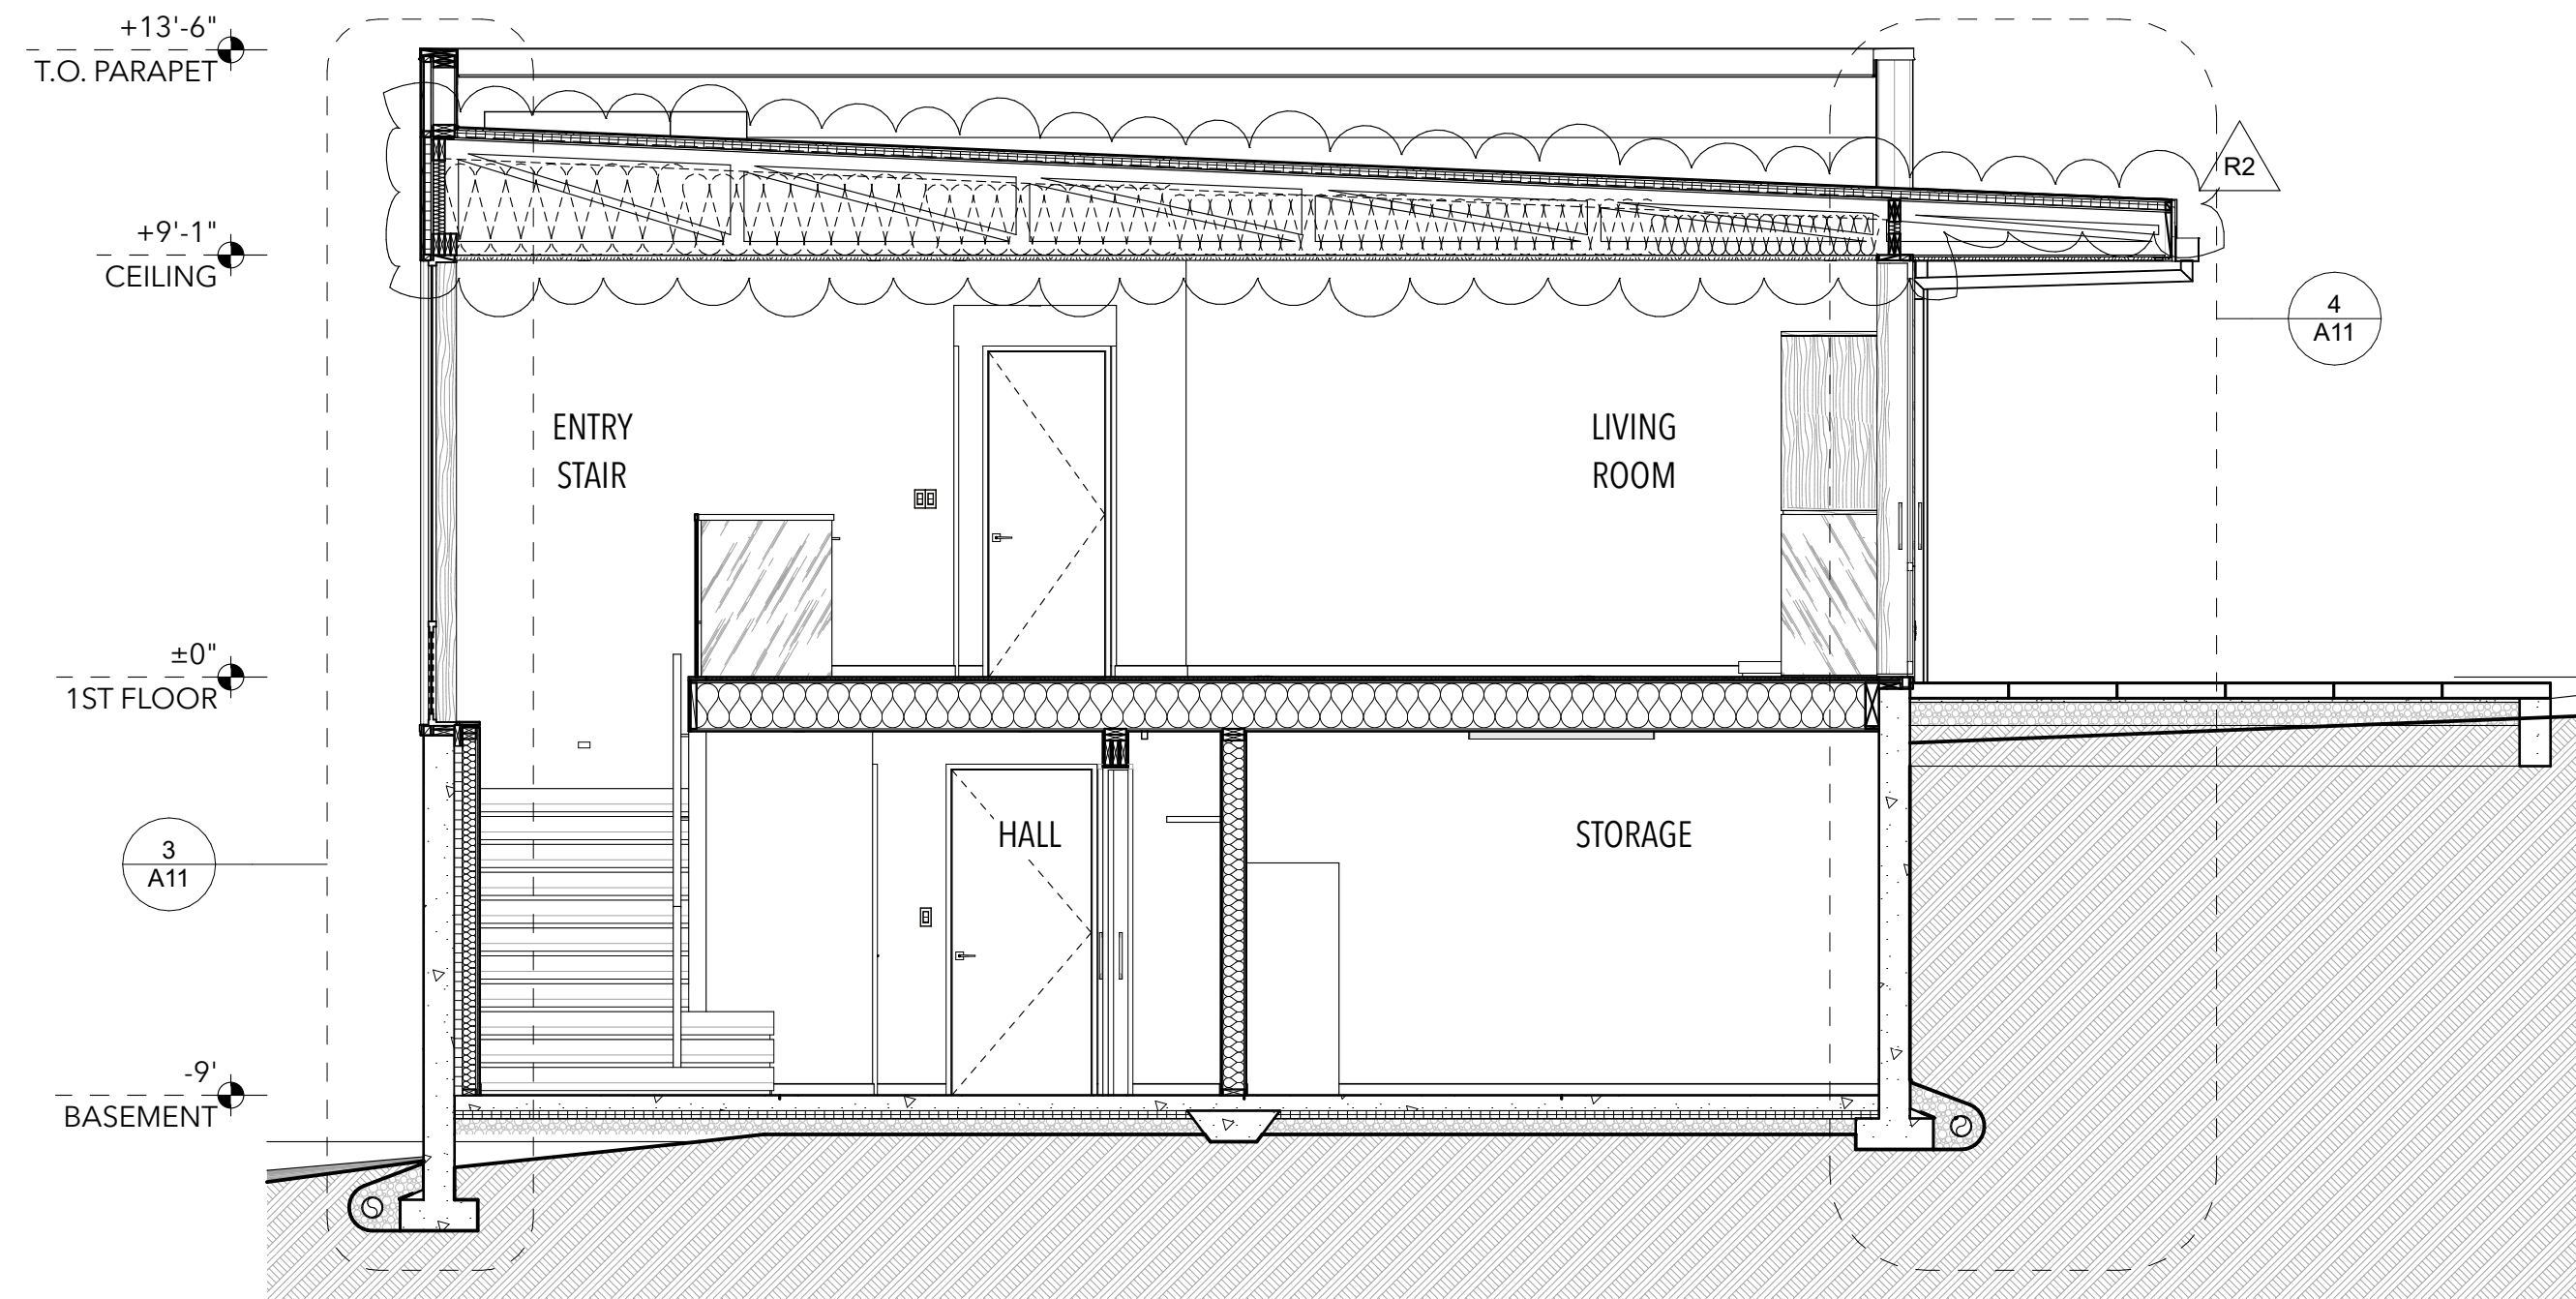 +13'-6"
T.O. PARAPET
R2
+9'-1"
CEILING
4
A11
ENTRY
STAIR
LIVING
ROOM
±0"
1ST FLOOR
HALL
STORAGE
3
A11
-9'
BASEMENT